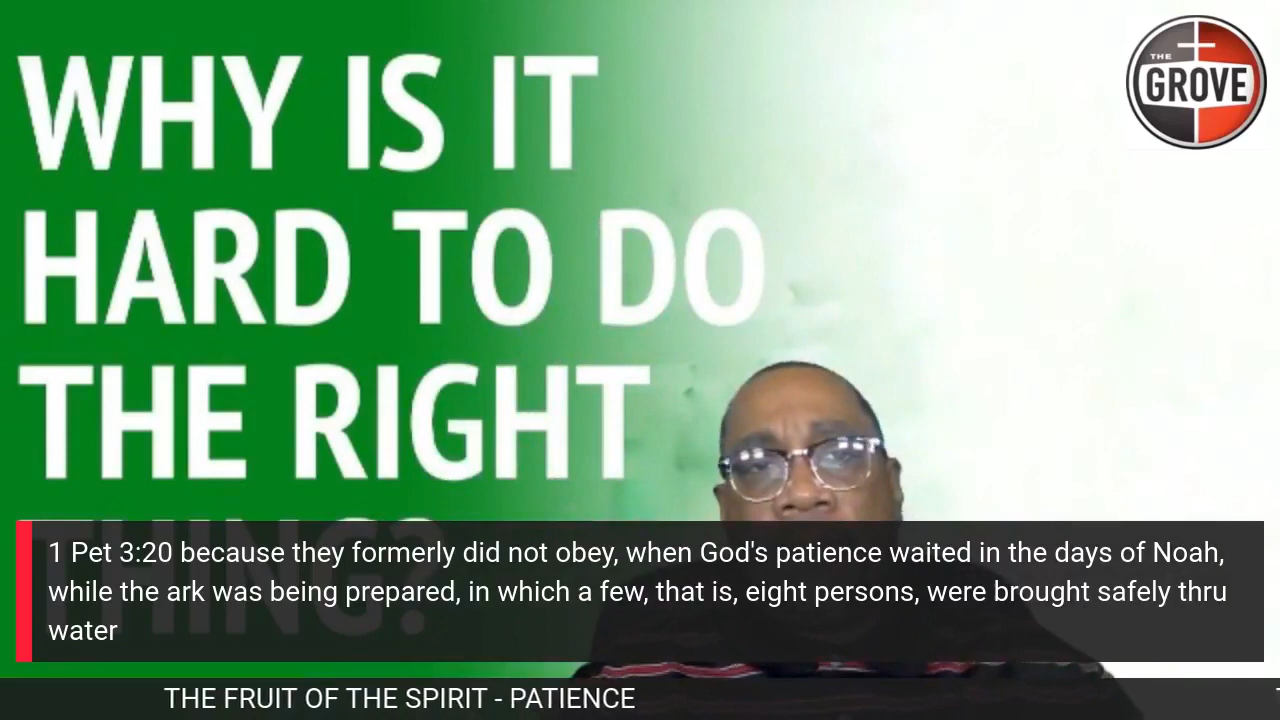 WHY IS IT
HARD TO DO
THE RIGHT
THING?
THE
GROVE
1 Pet 3:20 because they formerly did not obey, when God's patience waited in the days of Noah,
while the ark was being prepared, in which a few, that is, eight persons, were brought safely thru
water
THE FRUIT OF THE SPIRIT - PATIENCE